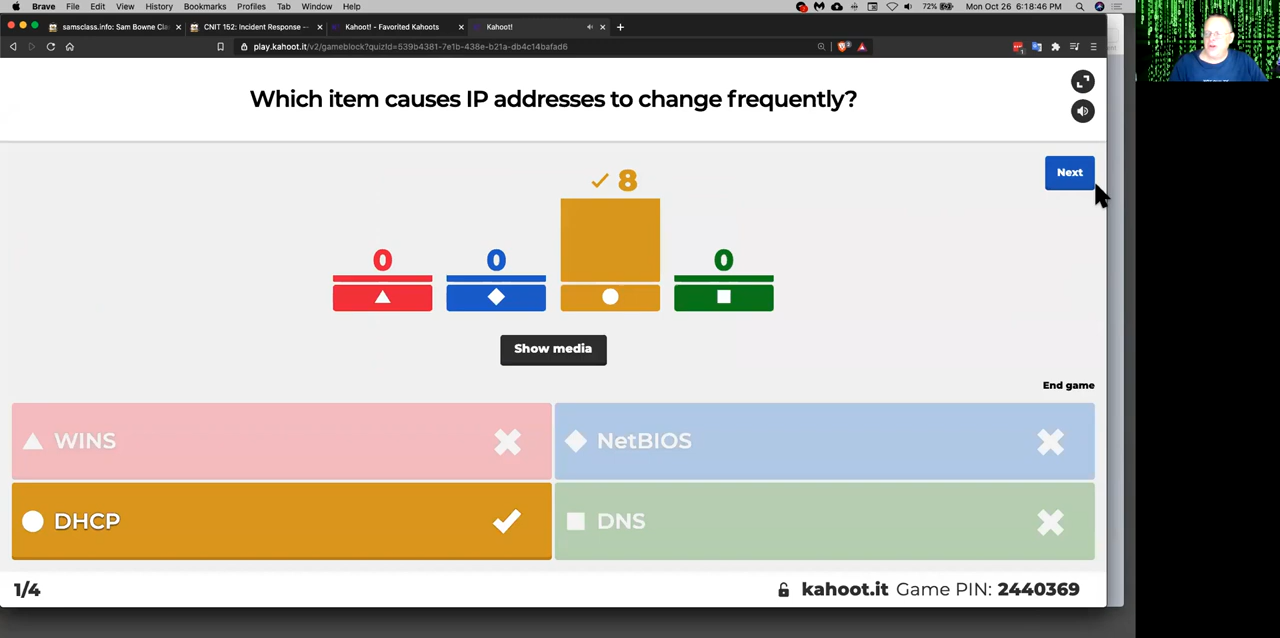 Brave File Edit View History Bookmarks Profiles Tab Window Help 72% Mon Oct 26 6:18:46 PM
samsclass.info: Sam Bowne Cla CNIT 152: Incident Response — Kahoot! - Favorited Kahoots Kahoot!
play.kahoot.it/v2/gameblock?quizId=539b4381-7e1b-438e-b21a-db4c14bafad6
Which item causes IP addresses to change frequently?
Next
8
0 0 0
Show media
End game
WINS NetBIOS
DHCP DNS
1/4 kahoot.it Game PIN: 2440369